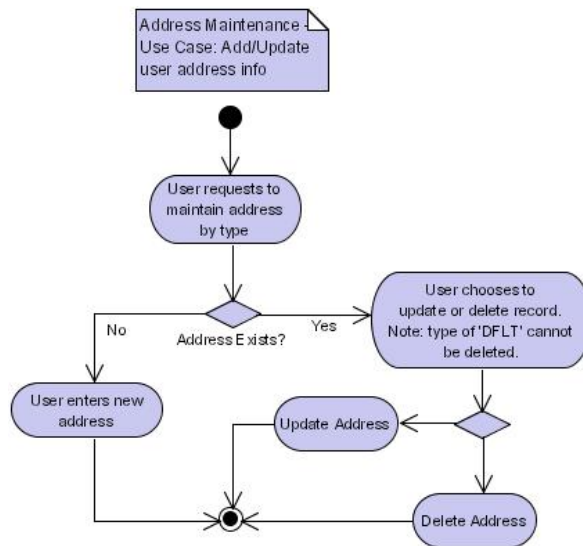 Address Maintenance -
Use Case: Add/Update
user address info
User requests to
maintain address
by type
No
Address Exists?
Yes
User chooses to
update or delete record.
Note: type of 'DFLT' cannot
be deleted.
User enters new
address
Update Address
Delete Address